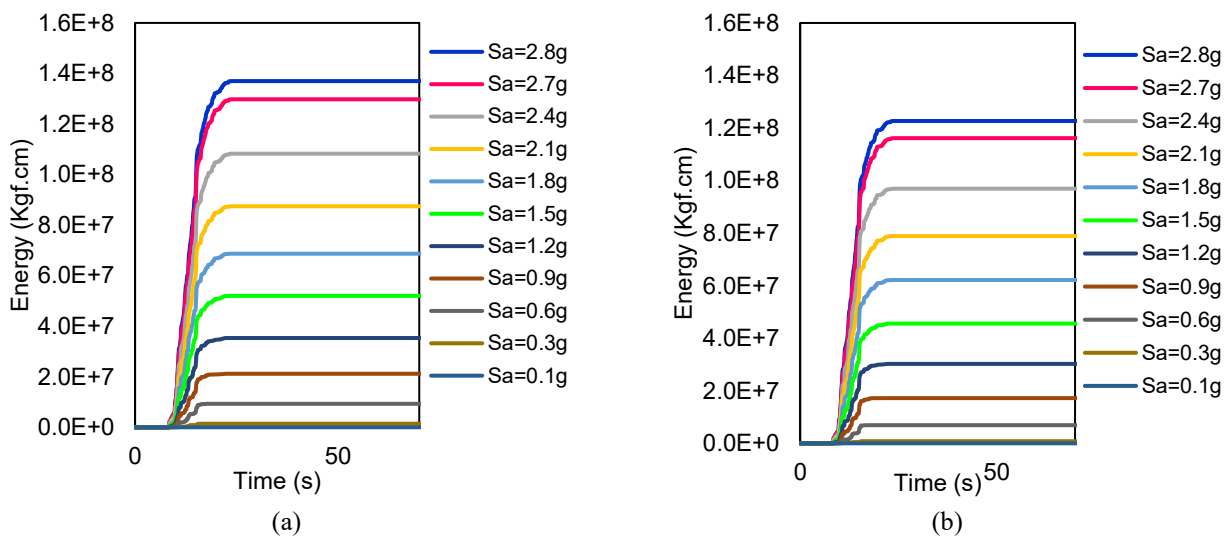 1.6E+8
1.4E+8
1.2E+8
1.0E+8
8.0E+7
6.0E+7
4.0E+7
2.0E+7
0.0E+0
Energy (Kgf.cm)
0
50
Time (s)
Sa=2.8g
Sa=2.7g
Sa=2.4g
Sa=2.1g
Sa=1.8g
Sa=1.5g
Sa=1.2g
Sa=0.9g
Sa=0.6g
Sa=0.3g
Sa=0.1g
(a)
1.6E+8
1.4E+8
1.2E+8
1.0E+8
8.0E+7
6.0E+7
4.0E+7
2.0E+7
0.0E+0
Energy (Kgf.cm)
0
50
Time (s)
Sa=2.8g
Sa=2.7g
Sa=2.4g
Sa=2.1g
Sa=1.8g
Sa=1.5g
Sa=1.2g
Sa=0.9g
Sa=0.6g
Sa=0.3g
Sa=0.1g
(b)